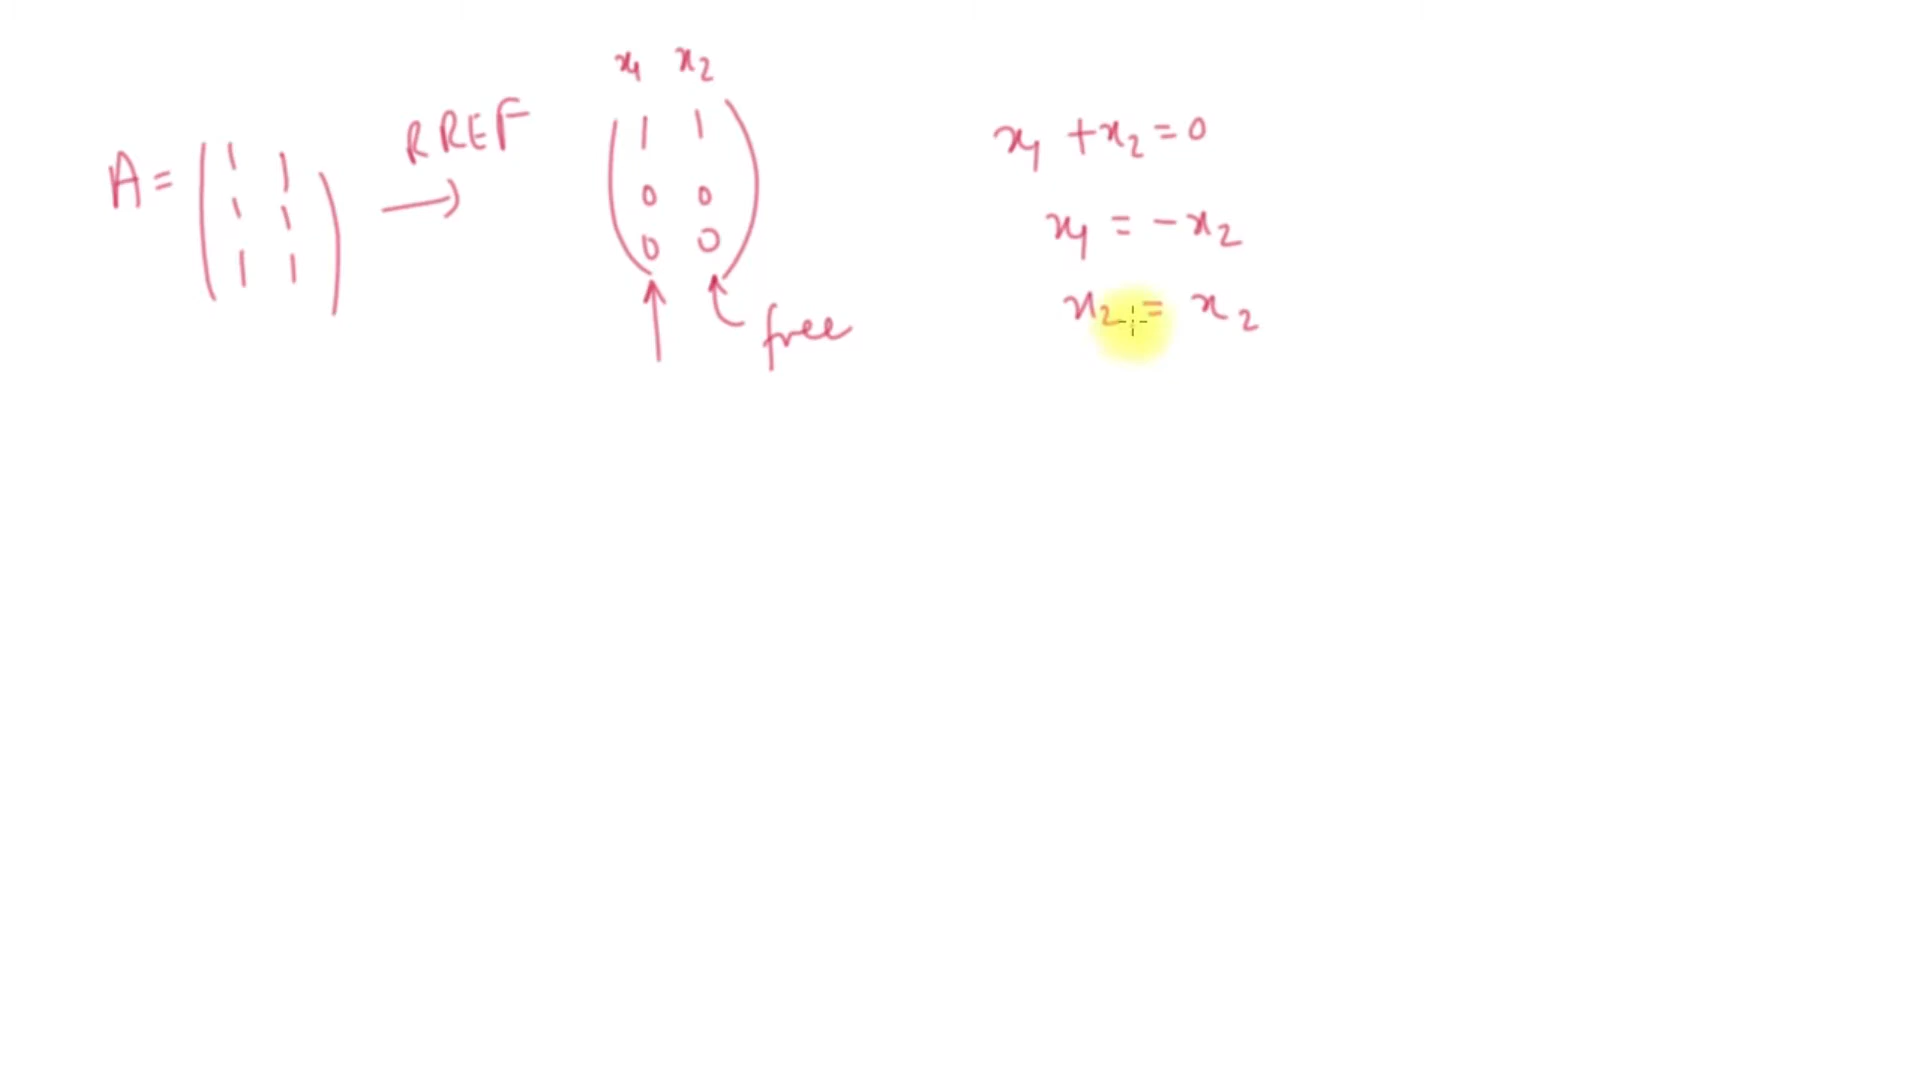 x₁ x₂
A = ( 1 1
1 1
1 1 ) RREF → ( 1 1
0 0
0 0 )
free
x₁ + x₂ = 0
x₁ = - x₂
x₂ = x₂